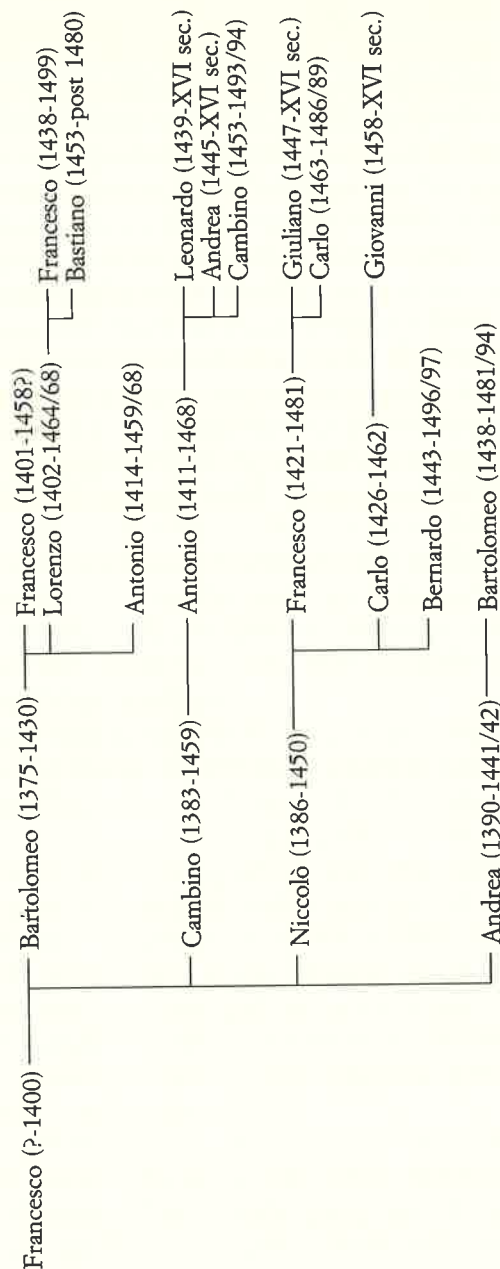 Francesco (?-1400)
Bartolomeo (1375-1430)
Francesco (1401-1458?)
Lorenzo (1402-1464/68)
Francesco (1438-1499)
Bastiano (1453-post 1480)
Antonio (1414-1459/68)
Cambino (1383-1459)
Antonio (1411-1468)
Leonardo (1439-XVI sec.)
Andrea (1445-XVI sec.)
Cambino (1453-1493/94)
Niccolò (1386-1450)
Francesco (1421-1481)
Giuliano (1447-XVI sec.)
Carlo (1463-1486/89)
Carlo (1426-1462)
Giovanni (1458-XVI sec.)
Bernardo (1443-1496/97)
Andrea (1390-1441/42)
Bartolomeo (1438-1481/94)